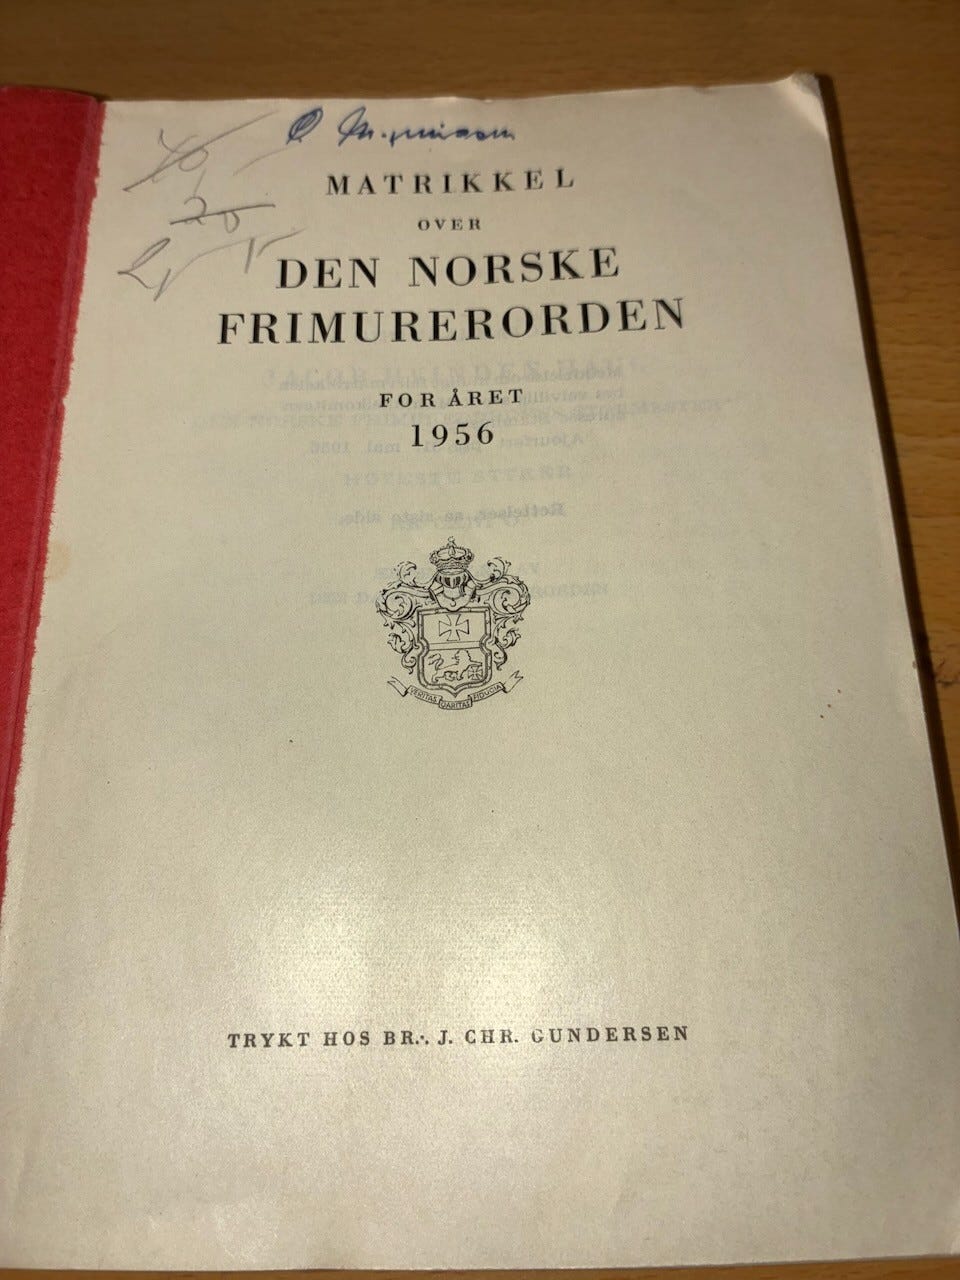 MATRIKKEL
OVER
DEN NORSKE
FRIMURERORDEN
FOR ÅRET
1956
VERITAS
CARITAS
FIDUCIA
TRYKT HOS BR∴ J. CHR. GUNDERSEN